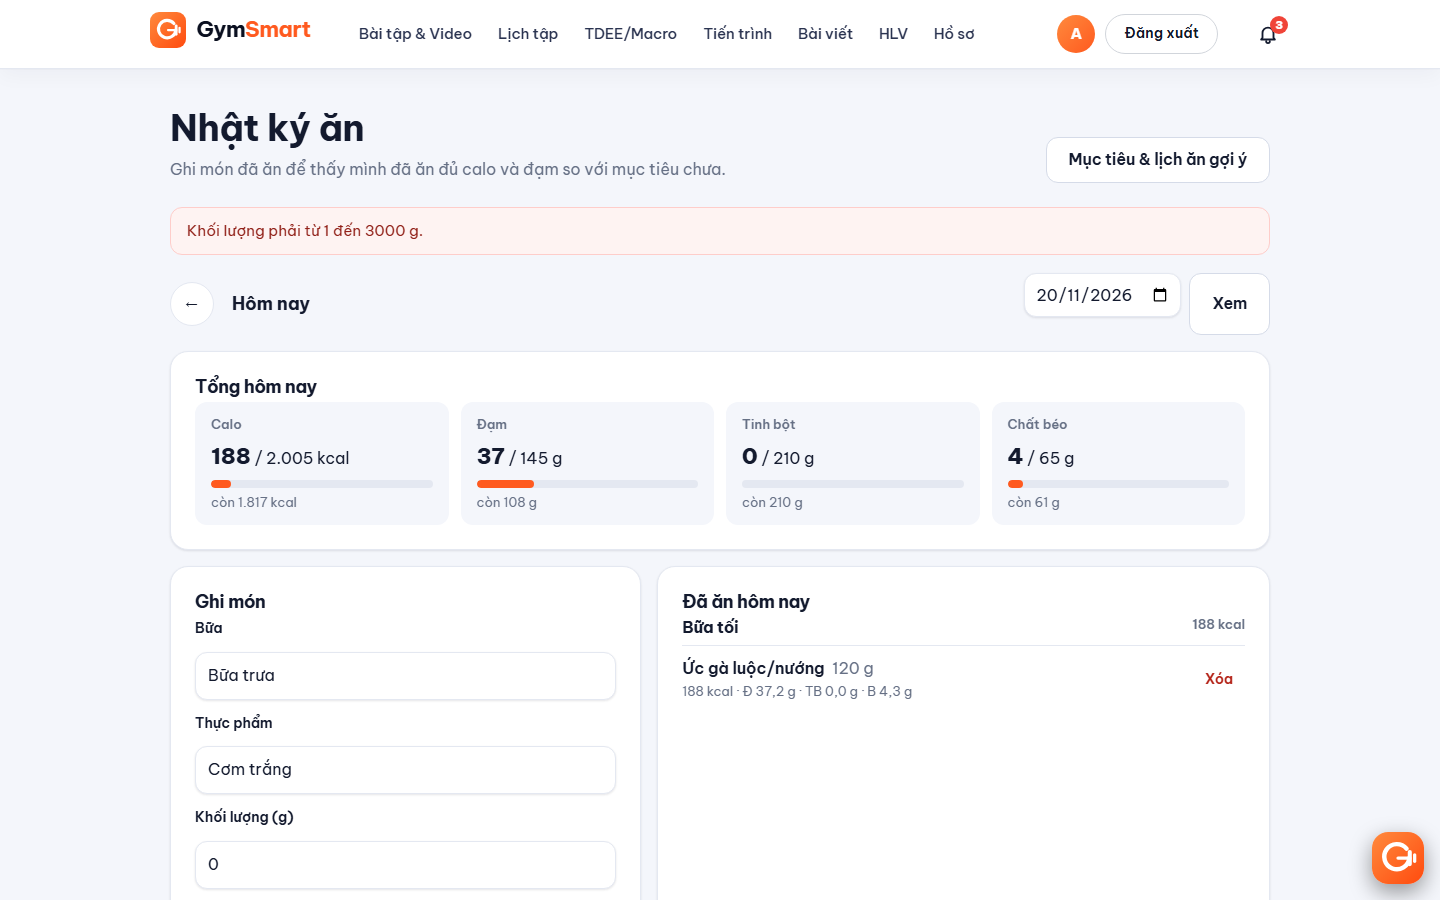 GymSmart
Bài tập & Video
Lịch tập
TDEE/Macro
Tiến trình
Bài viết
HLV
Hồ sơ
A
Đăng xuất
3
Nhật ký ăn
Ghi món đã ăn để thấy mình đã ăn đủ calo và đạm so với mục tiêu chưa.
Mục tiêu & lịch ăn gợi ý
Khối lượng phải từ 1 đến 3000 g.
←
Hôm nay
20/11/2026
Xem
Tổng hôm nay
Calo
188 / 2.005 kcal
còn 1.817 kcal
Đạm
37 / 145 g
còn 108 g
Tinh bột
0 / 210 g
còn 210 g
Chất béo
4 / 65 g
còn 61 g
Ghi món
Bữa
Bữa trưa
Thực phẩm
Cơm trắng
Khối lượng (g)
0
Đã ăn hôm nay
Bữa tối
188 kcal
Ức gà luộc/nướng 120 g
188 kcal · Đ 37,2 g · TB 0,0 g · B 4,3 g
Xóa